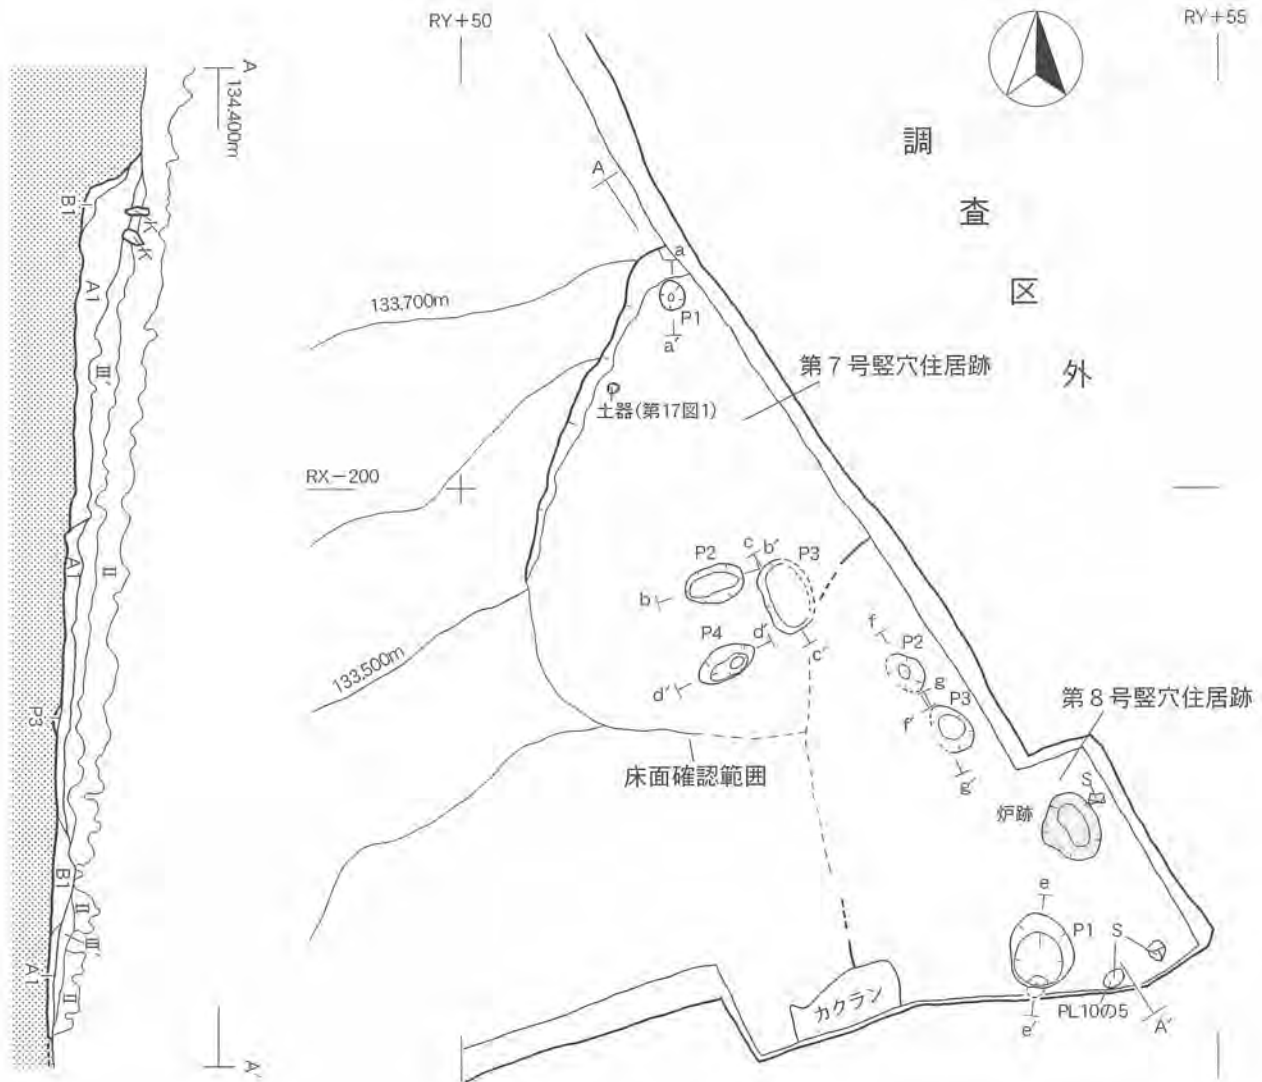 RY+50
RY+55
A
134.400m
B1
K
K
A1
Ⅲ'
Ⅱ
A1
P3
B1
Ⅱ
Ⅲ'
A1
Ⅱ
A'
調査区外
A
a
P1
a'
133.700m
第7号竪穴住居跡
土器(第17図1)
RX-200
P2
c
b'
P3
b
P4
d'
c'
d'
133.500m
f
P2
g
P3
f'
g'
第8号竪穴住居跡
床面確認範囲
S
炉跡
e
P1
S
カクラン
PL10の5
e'
A'